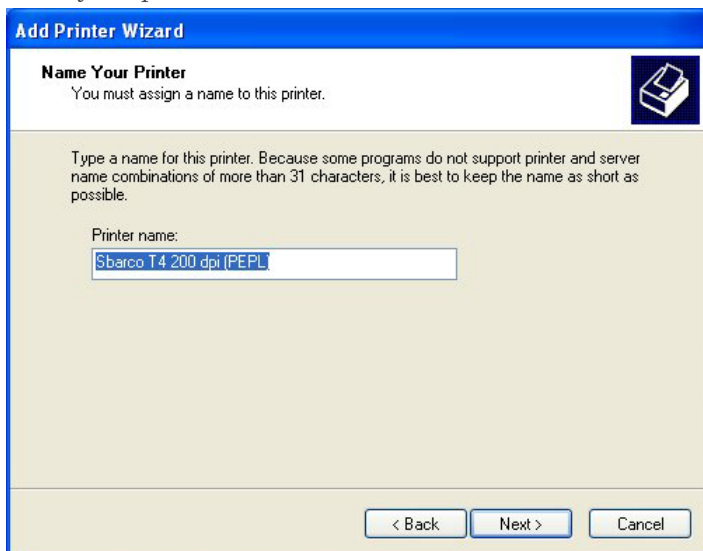 Add Printer Wizard
Name Your Printer
You must assign a name to this printer.
Type a name for this printer. Because some programs do not support printer and server
name combinations of more than 31 characters, it is best to keep the name as short as
possible.
Printer name:
Sbarco T4 200 dpi (PEPL)
< Back Next > Cancel